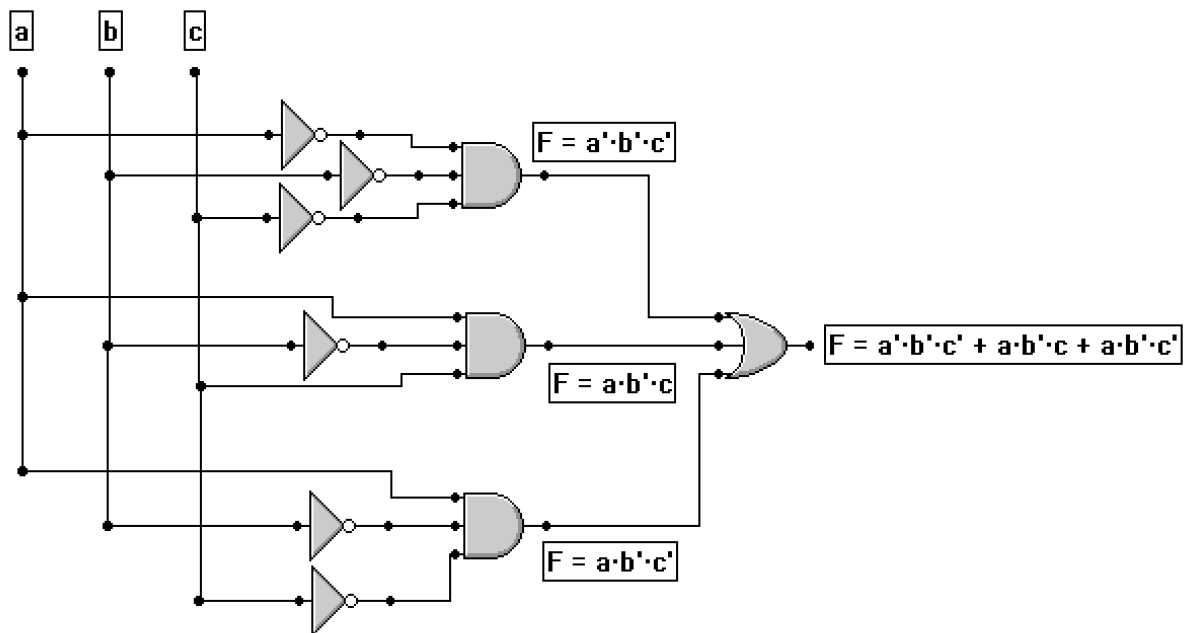 a b c
F = a'·b'·c'
F = a'·b'·c' + a·b'·c + a·b'·c'
F = a·b'·c
F = a·b'·c'